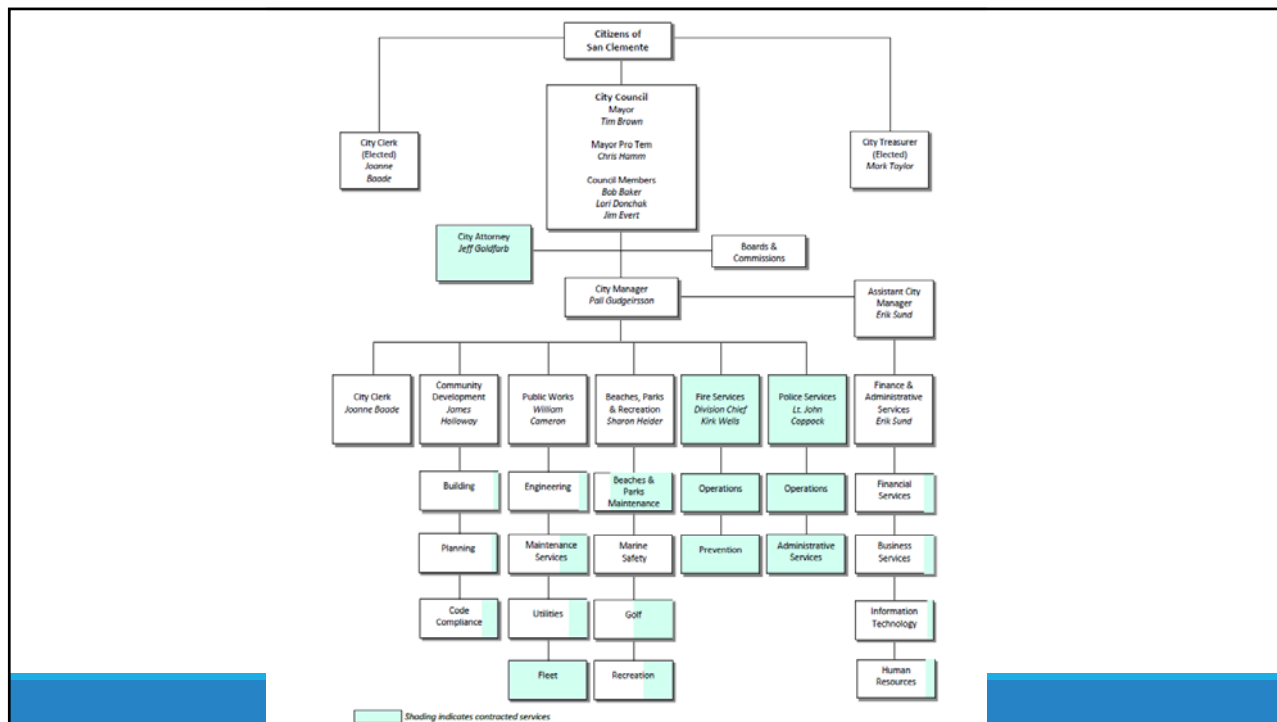 Citizens of
San Clemente
City Council
Mayor
Tim Brown
Mayor Pro Tem
Chris Hamm
Council Members
Bob Baker
Lori Donchak
Jim Evert
City Clerk
(Elected)
Joanne
Baade
City Treasurer
(Elected)
Mark Taylor
City Attorney
Jeff Goldfarb
Boards &
Commissions
City Manager
Pall Gudgeirsson
Assistant City
Manager
Erik Sund
City Clerk
Joanne Baade
Community
Development
James
Holloway
Public Works
William
Cameron
Beaches, Parks
& Recreation
Sharon Heider
Fire Services
Division Chief
Kirk Wells
Police Services
Lt. John
Coppock
Finance &
Administrative
Services
Erik Sund
Building
Engineering
Beaches &
Parks
Maintenance
Operations
Operations
Financial
Services
Planning
Maintenance
Services
Marine
Safety
Prevention
Administrative
Services
Business
Services
Code
Compliance
Utilities
Golf
Information
Technology
Fleet
Recreation
Human
Resources
Shading indicates contracted services